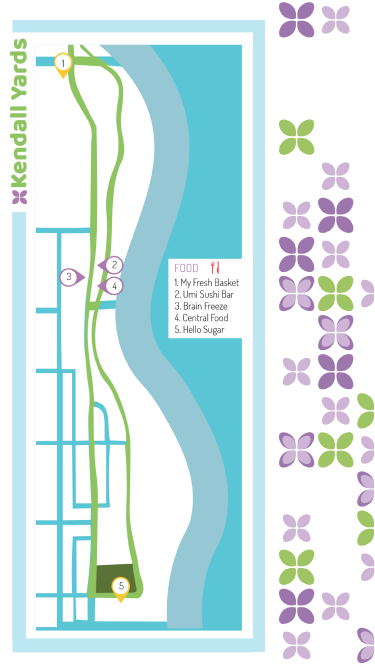 Kendall Yards
1
2
3
4
FOOD
1. My Fresh Basket
2. Umi Sushi Bar
3. Brain Freeze
4. Central Food
5. Hello Sugar
5